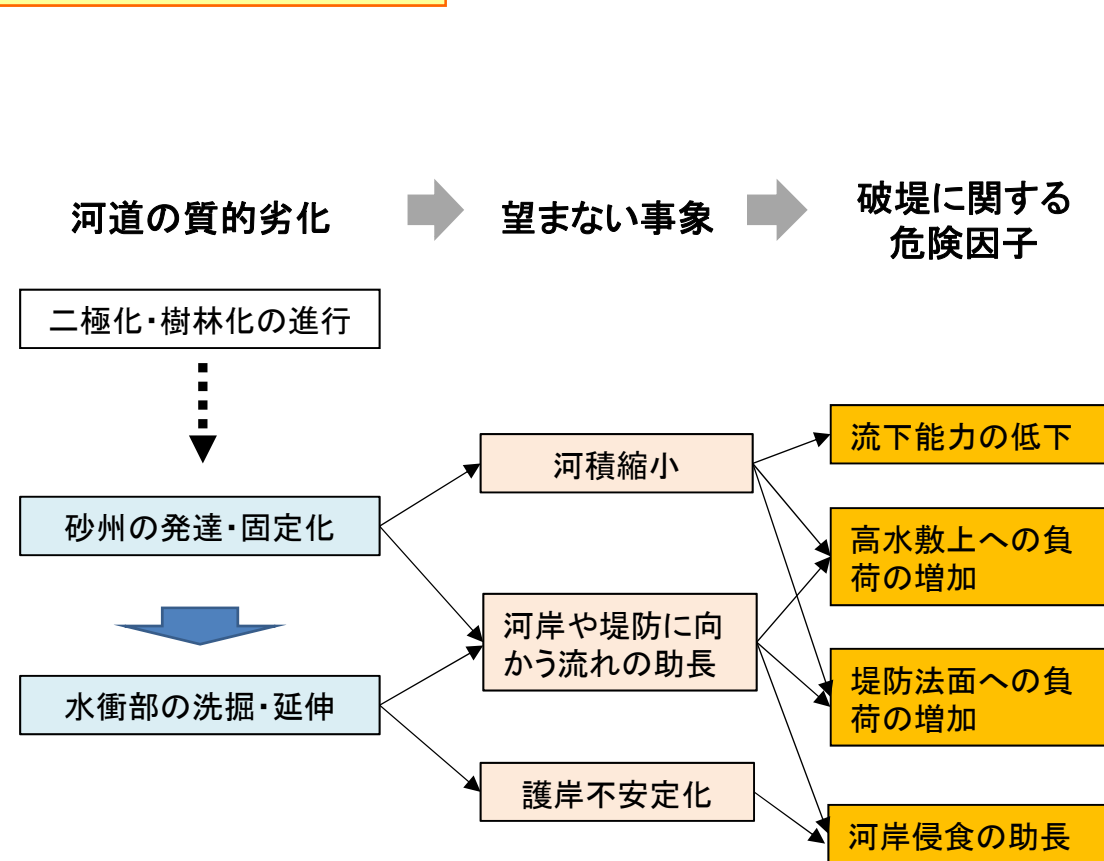 河道の質的劣化
望まない事象
破堤に関する
危険因子
二極化・樹林化の進行
砂州の発達・固定化
水衝部の洗掘・延伸
河積縮小
河岸や堤防に向
かう流れの助長
護岸不安定化
流下能力の低下
高水敷上への負
荷の増加
堤防法面への負
荷の増加
河岸侵食の助長